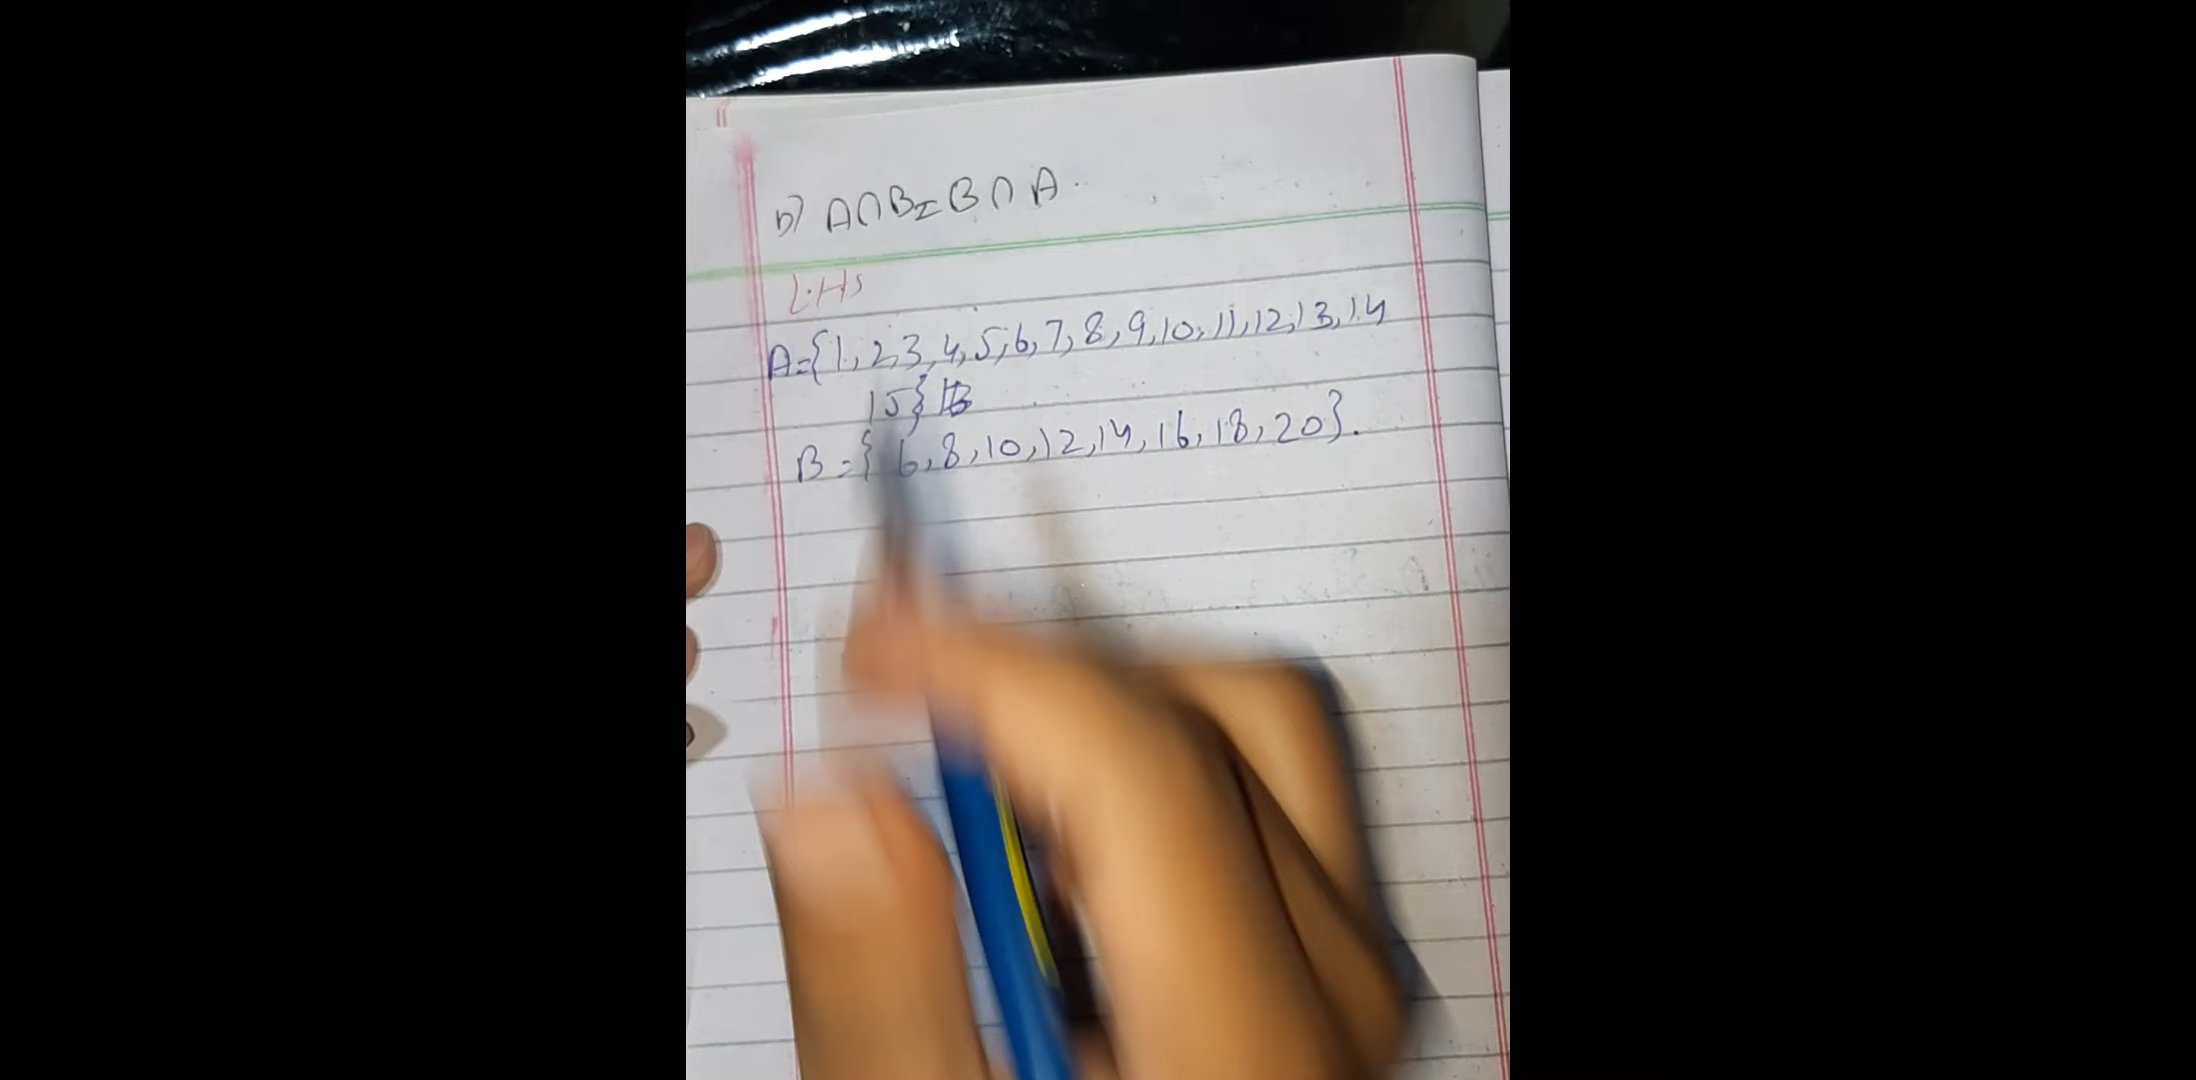 b) A∩B=B∩A.
L.Hs
A={1,2,3,4,5,6,7,8,9,10,11,12,13,14
15}
B={6,8,10,12,14,16,18,20}.